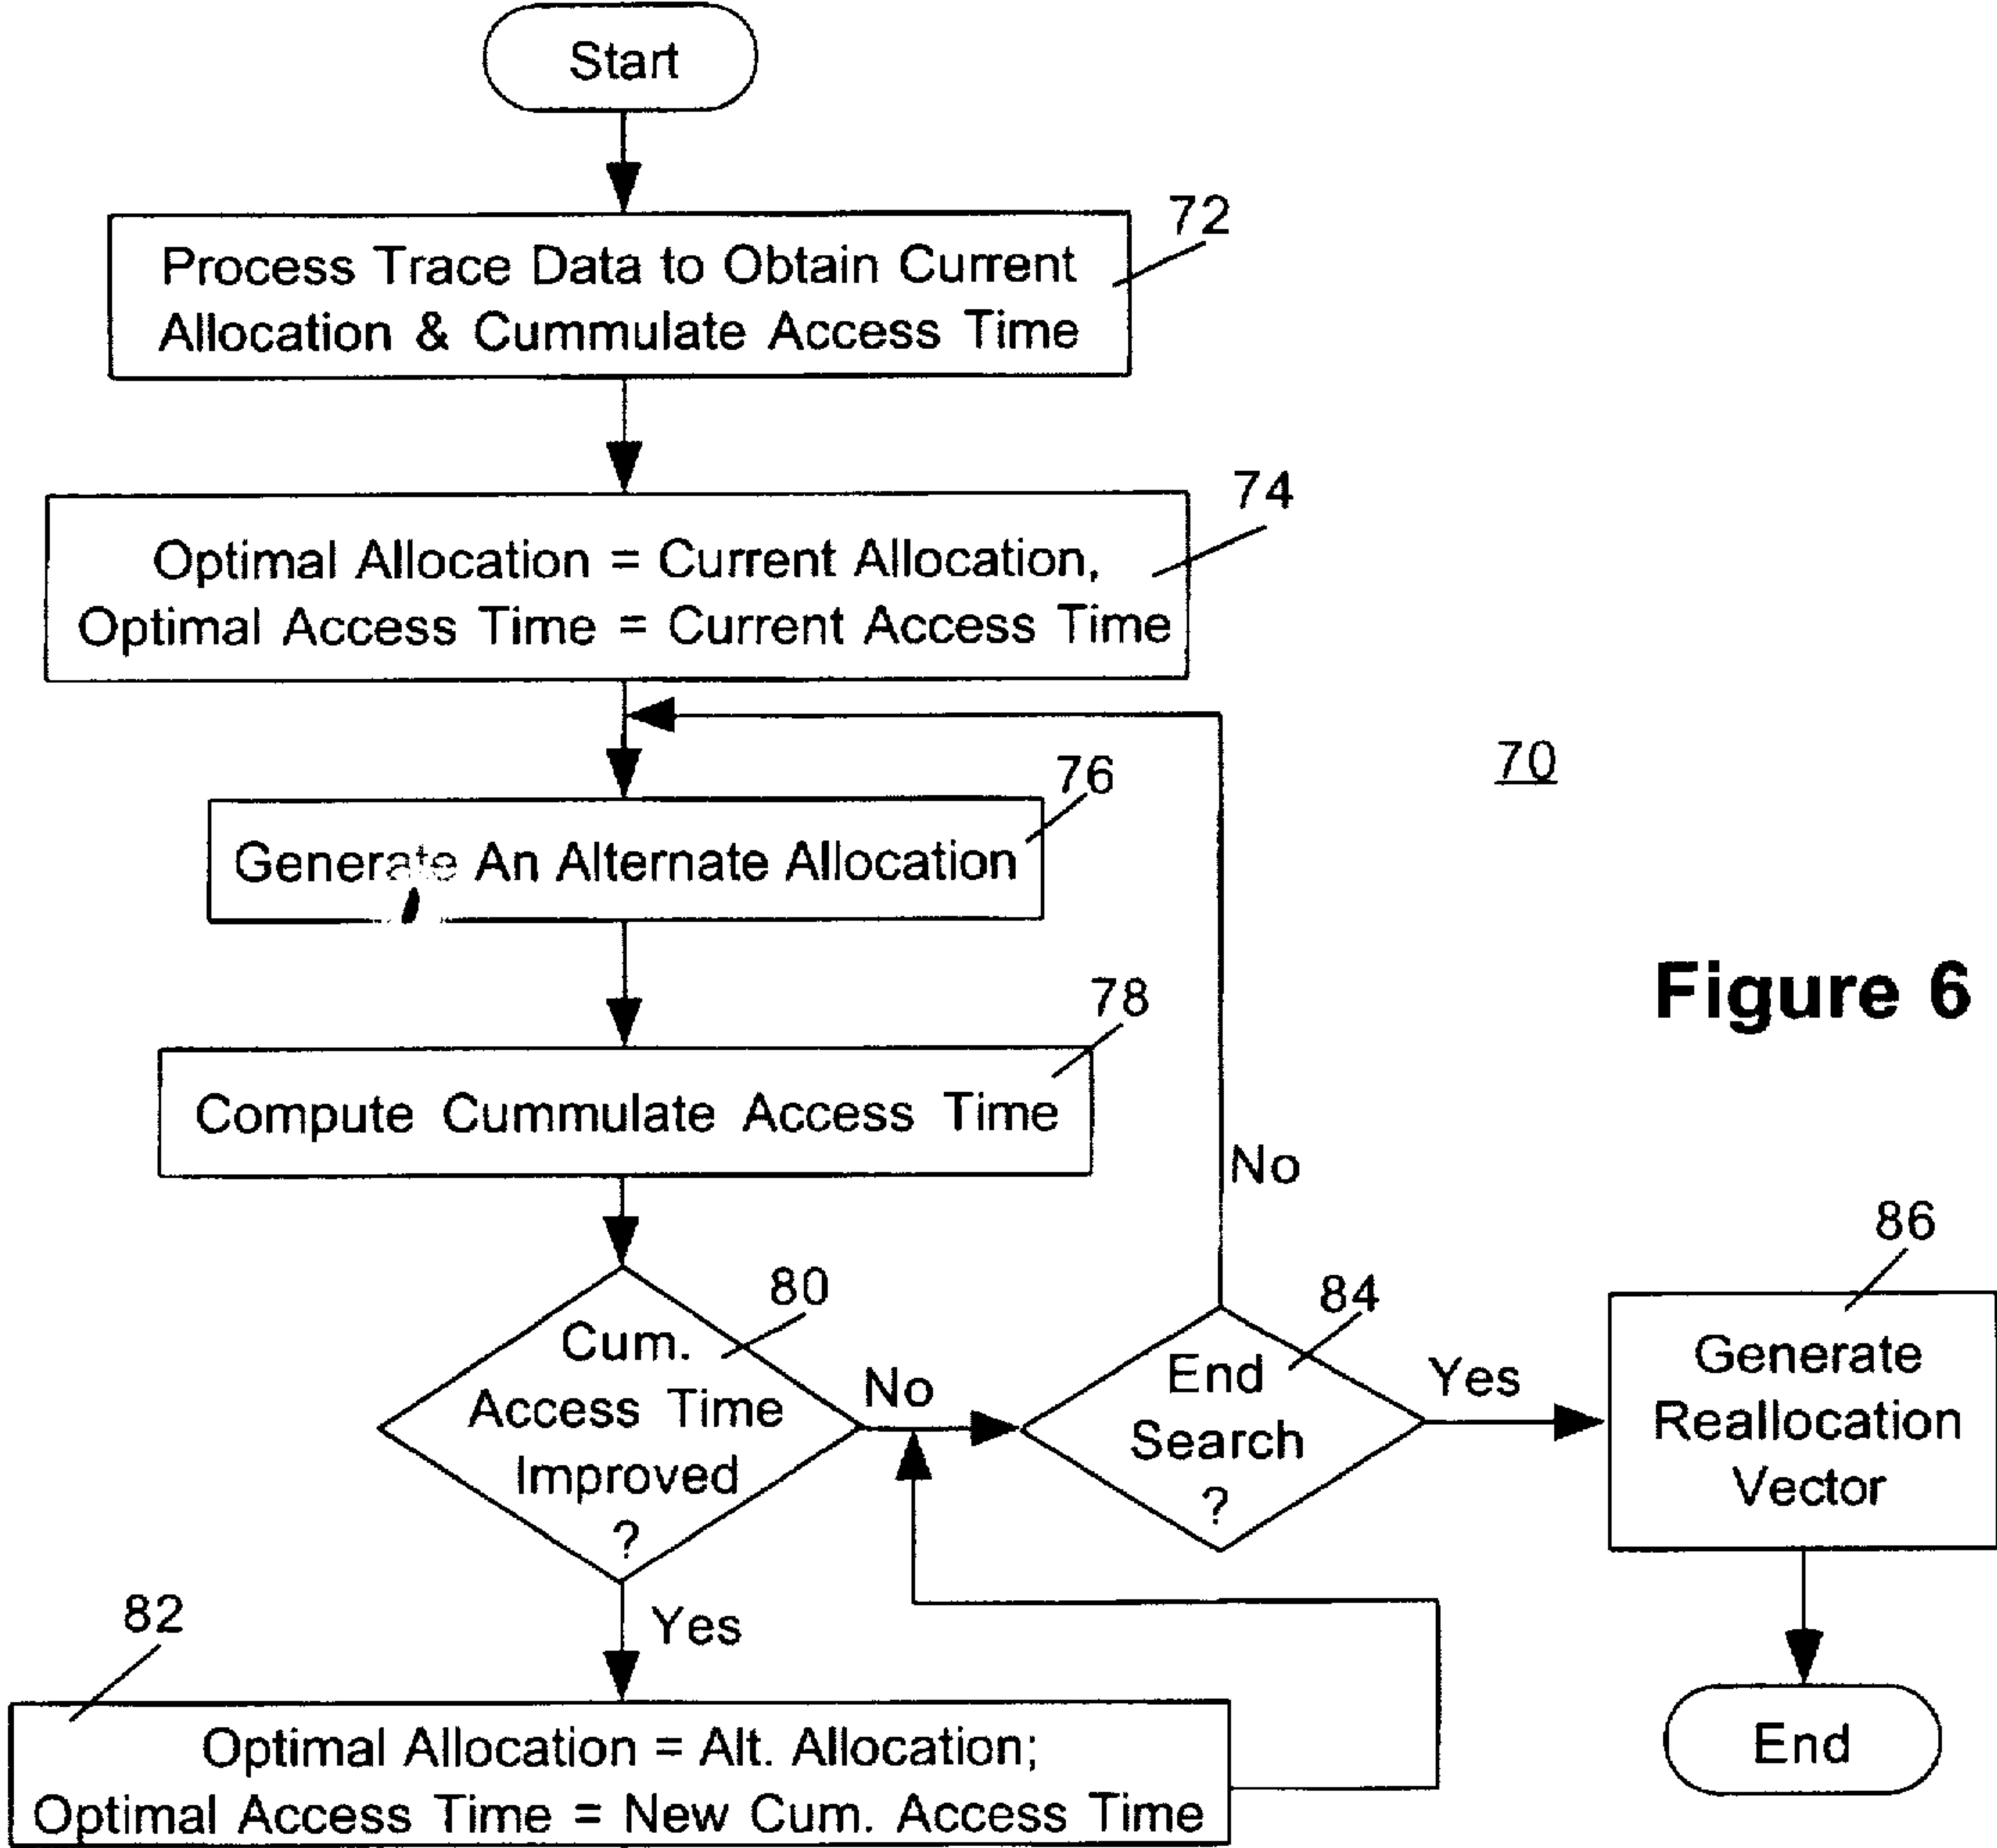 Start
72
Process Trace Data to Obtain Current
Allocation & Cummulate Access Time
74
Optimal Allocation = Current Allocation,
Optimal Access Time = Current Access Time
70
76
Generate An Alternate Allocation
Figure 6
78
Compute Cummulate Access Time
No
80
Cum.
Access Time
Improved
?
No
84
End
Search
?
Yes
86
Generate
Reallocation
Vector
82
Yes
Optimal Allocation = Alt. Allocation;
Optimal Access Time = New Cum. Access Time
End